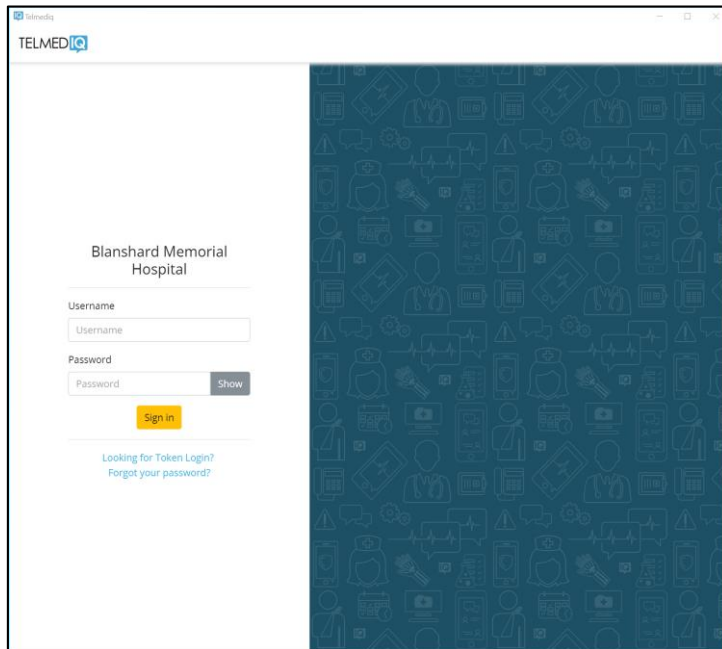 Telmediq
TELMEDIQ
Blanshard Memorial
Hospital
Username
Username
Password
Password
Show
Sign in
Looking for Token Login?
Forgot your password?